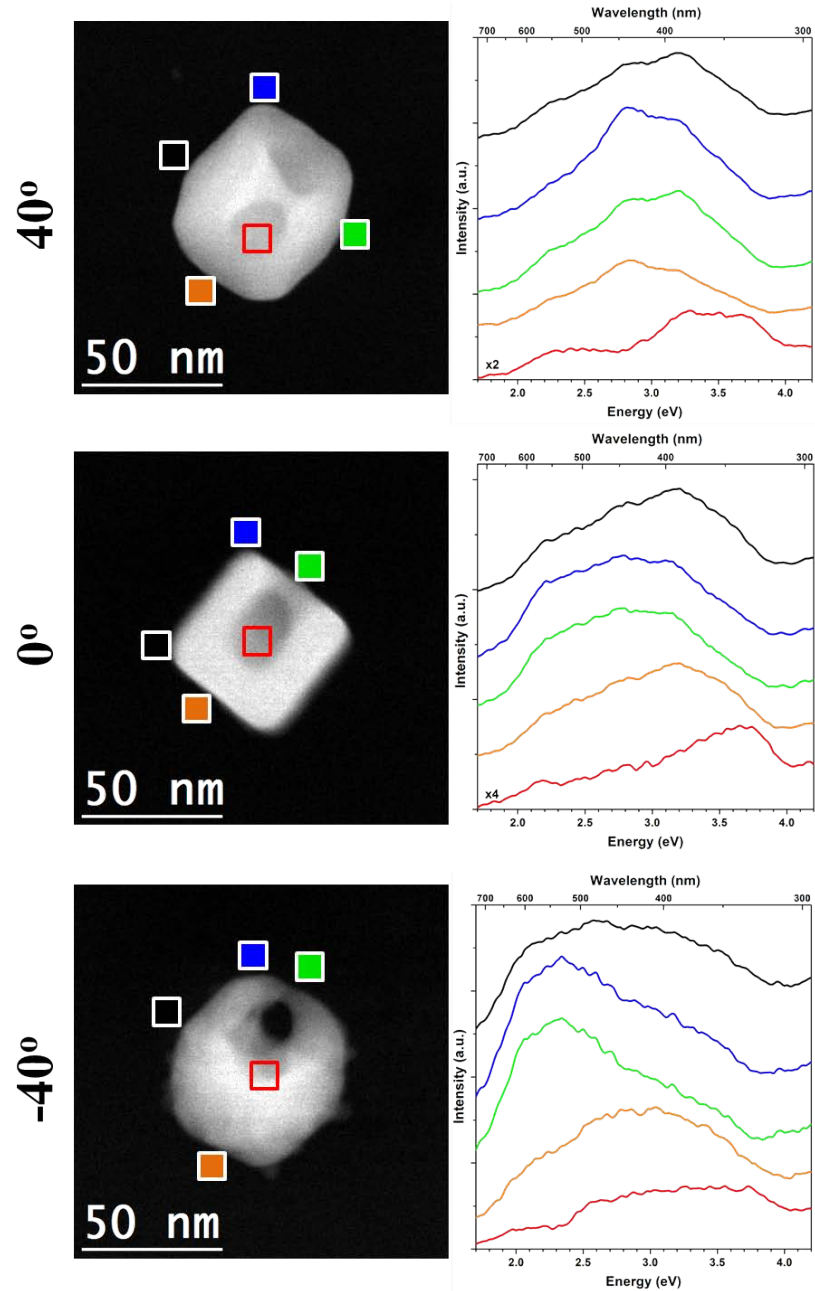 40º
50 nm
Wavelength (nm)
700 600 500 400 300
Intensity (a.u.)
x2
2.0 2.5 3.0 3.5 4.0
Energy (eV)
0º
50 nm
Wavelength (nm)
700 600 500 400 300
Intensity (a.u.)
x4
2.0 2.5 3.0 3.5 4.0
Energy (eV)
-40º
50 nm
Wavelength (nm)
700 600 500 400 300
Intensity (a.u.)
2.0 2.5 3.0 3.5 4.0
Energy (eV)